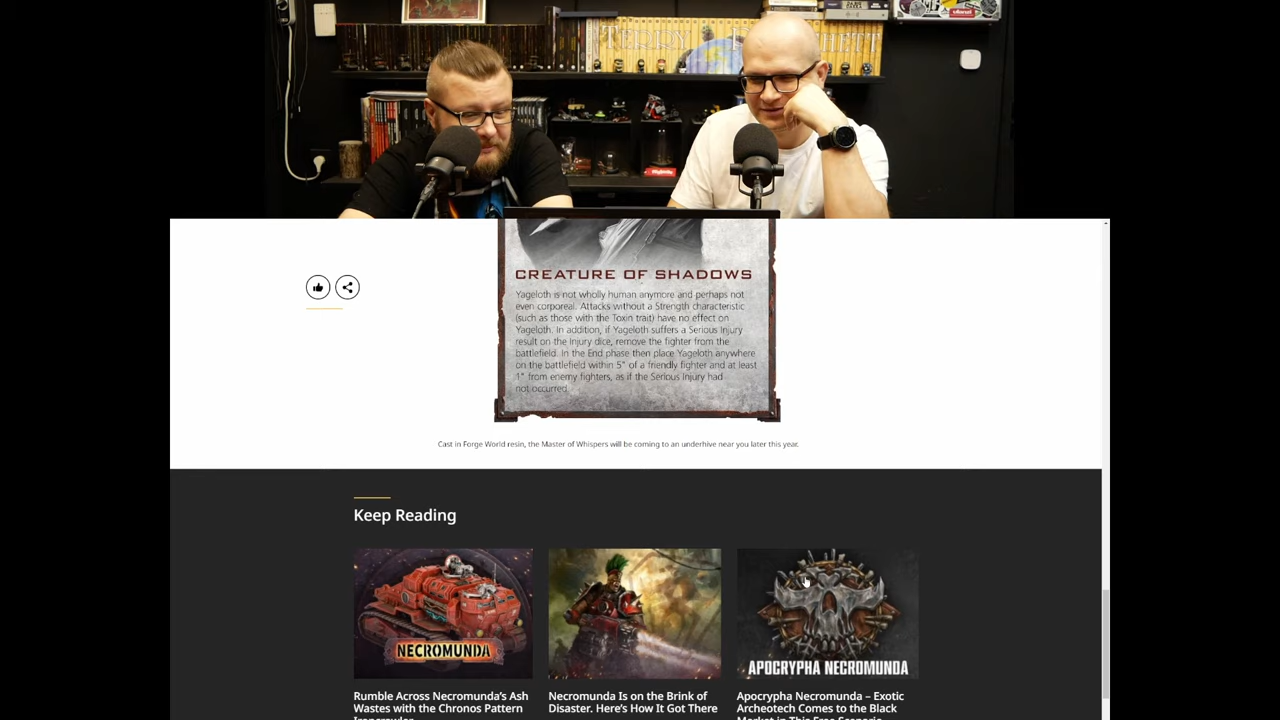 TERRY
CREATURE OF SHADOWS
Yageloth is not wholly human anymore and perhaps not
even corporeal. Attacks without a Strength characteristic
(such as those with the Toxin trait) have no effect on
Yageloth. In addition, if Yageloth suffers a Serious Injury
result on the Injury dice, remove the fighter from the
battlefield. In the End phase then place Yageloth anywhere
on the battlefield within 5" of a friendly fighter and at least
1" from enemy fighters, as if the Serious Injury had
not occurred.
Cast in Forge World resin, the Master of Whispers will be coming to an underhive near you later this year.
Keep Reading
NECROMUNDA
APOCRYPHA NECROMUNDA
Rumble Across Necromunda's Ash
Wastes with the Chronos Pattern
Necromunda Is on the Brink of
Disaster. Here's How It Got There
Apocrypha Necromunda – Exotic
Archeotech Comes to the Black
Market in This Free Scenario